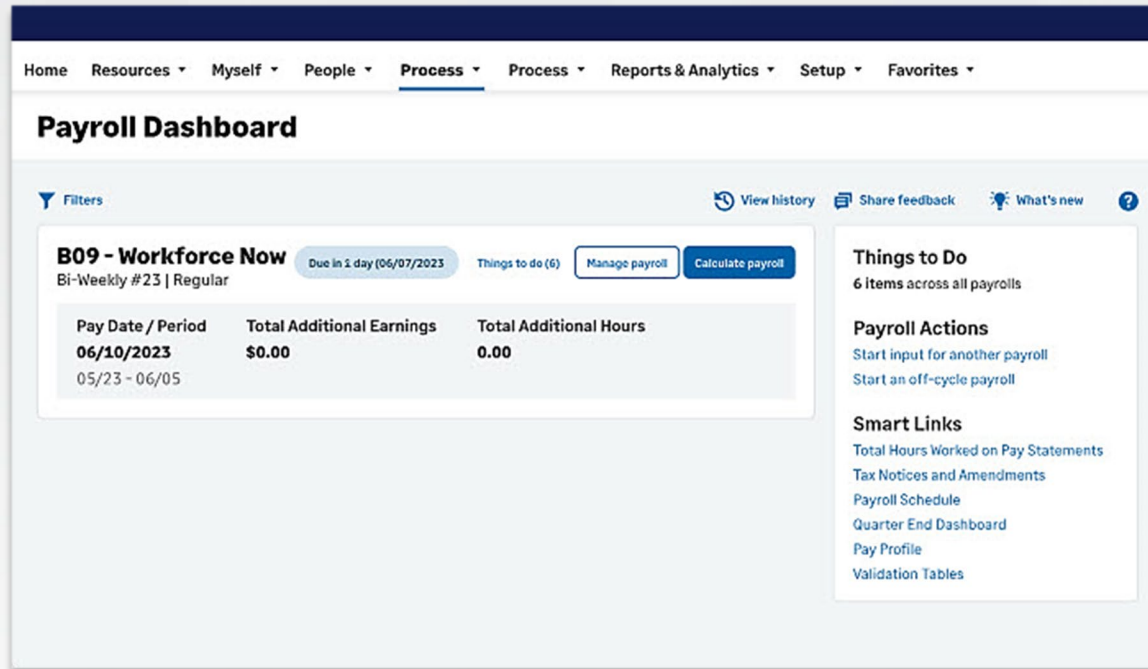 Home Resources Myself People Process Process Reports & Analytics Setup Favorites
Payroll Dashboard
Filters View history Share feedback What's new ?
B09 - Workforce Now Due in 1 day (06/07/2023 Things to do (6) Manage payroll Calculate payroll
Bi-Weekly #23 | Regular
Pay Date / Period Total Additional Earnings Total Additional Hours
06/10/2023 $0.00 0.00
05/23 - 06/05
Things to Do
6 items across all payrolls
Payroll Actions
Start input for another payroll
Start an off-cycle payroll
Smart Links
Total Hours Worked on Pay Statements
Tax Notices and Amendments
Payroll Schedule
Quarter End Dashboard
Pay Profile
Validation Tables